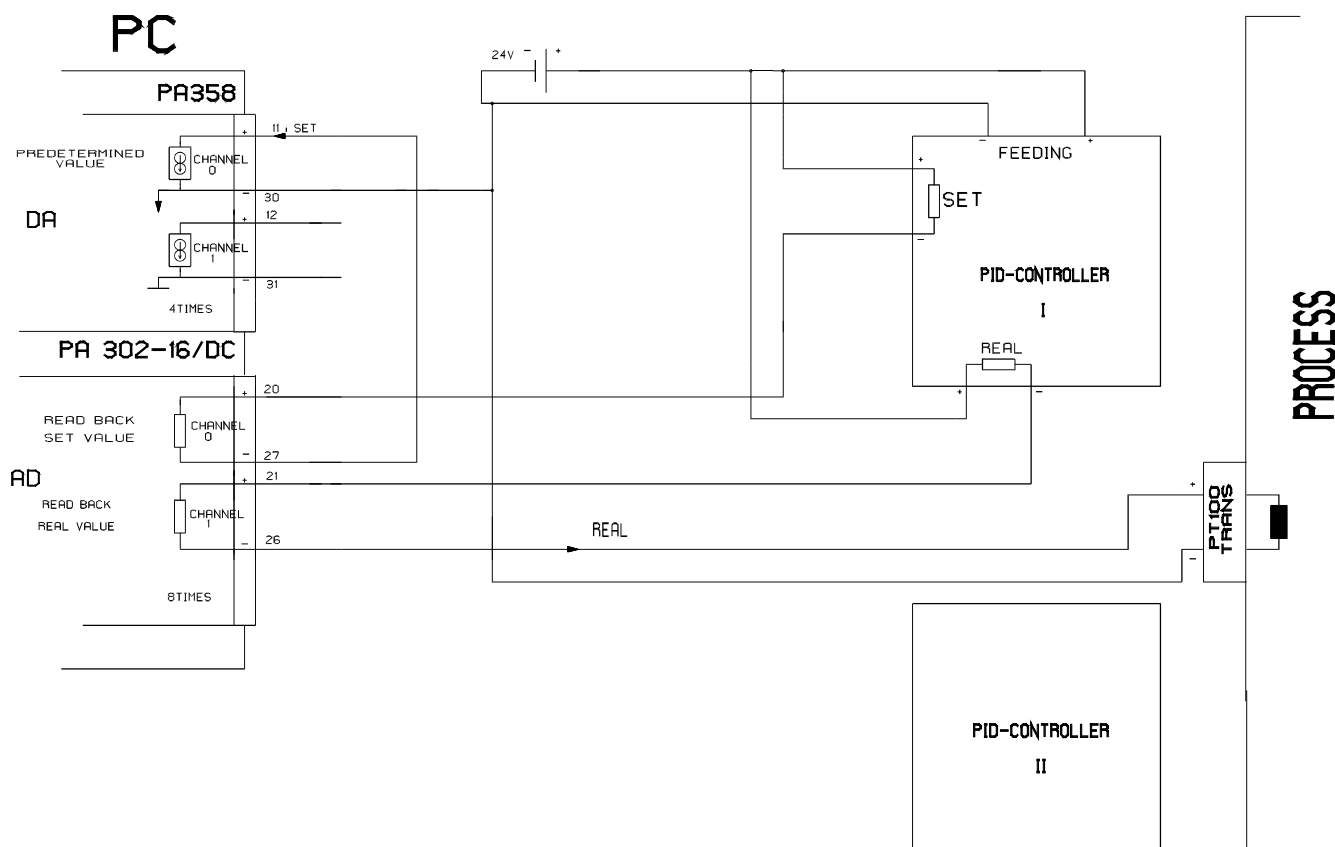 PC
24V - +
PA358
+ 11 i SET
PREDETERMINED
VALUE
CHANNEL
0
- 30
DA
+ 12
CHANNEL
1
- 31
4TIMES
- +
FEEDING
+
SET
-
PID-CONTROLLER
I
REAL
+ -
PA 302-16/DC
+ 20
READ BACK
SET VALUE
CHANNEL
0
- 27
AD
+ 21
READ BACK
REAL VALUE
CHANNEL
1
- 26
REAL
8TIMES
+
PT100
TRANS
-
PROCESS
PID-CONTROLLER
II